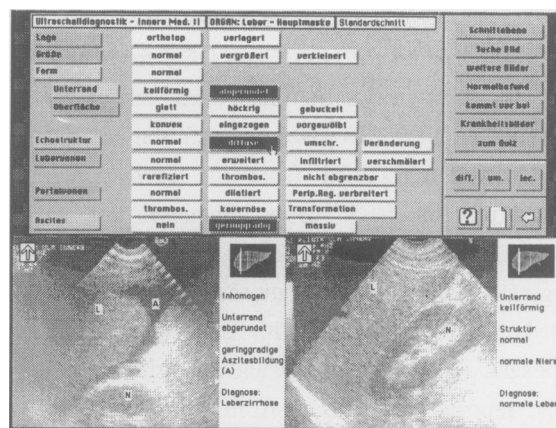 Ultraschalldiagnostik - Innere Med. II ORGAN: Leber - Hauptmaske Standardschnitt
Lage orthotop verlagert
Größe normal vergrößert verkleinert
Form normal
Unterrand keilförmig abgerundet
Oberfläche glatt höckrig gebuckelt
konvex eingezogen vorgewölbt
Echostruktur normal diffuse umschr. Veränderung
Lebervenen normal erweitert infiltriert verschmälert
rarefiziert thrombos. nicht abgrenzbar
Portalvenen normal dilatiert Perip.Reg. verbreitert
thrombos. kavernöse Transformation
Ascites nein geringgradig massiv
Schnittebene
Suche Bild
weitere Bilder
Normalbefund
kommt vor bei
Krankheitsbilder
zum Quiz
diff. um. loc.
?
L
A
N
Inhomogen
Unterrand
abgerundet
geringgradige
Aszitesbildung
(A)
Diagnose:
Leberzirrhose
L
N
Unterrand
keilförmig
Struktur
normal
normale Niere
Diagnose:
normale Leber